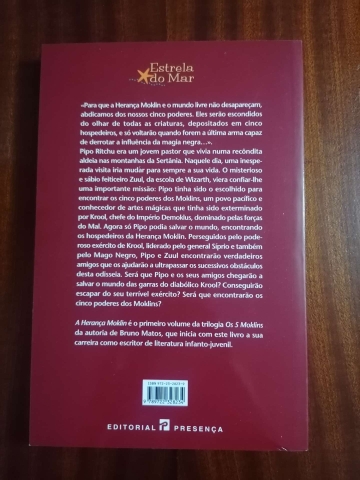 Estrela
do Mar
«Para que a Herança Moklin e o mundo livre não desapareçam,
abdicamos dos nossos cinco poderes. Eles serão escondidos
do olhar de todas as criaturas, depositados em cinco
hospedeiros, e só voltarão quando forem a última arma capaz
de derrotar a influência da magia negra...».
Pipo Ritchu era um jovem pastor que vivia numa recôndita
aldeia nas montanhas da Sertânia. Naquele dia, uma inespe-
rada visita iria mudar para sempre a sua vida. O misterioso
e sábio feiticeiro Zuul, da escola de Wizarth, viera confiar-lhe
uma importante missão: Pipo tinha sido o escolhido para
encontrar os cinco poderes dos Moklins, um povo pacífico e
conhecedor de artes mágicas que tinha sido exterminado
por Krool, chefe do Império Demoklus, dominado pelas forças
do Mal. Agora só Pipo podia salvar o mundo, encontrando
os hospedeiros da Herança Moklin. Perseguidos pelo pode-
roso exército de Krool, liderado pelo general Síprio e também
pelo Mago Negro, Pipo e Zuul encontrarão verdadeiros
amigos que os ajudarão a ultrapassar os sucessivos obstáculos
desta odisseia. Será que Pipo e os seus amigos chegarão a
salvar o mundo das garras do diabólico Krool? Conseguirão
escapar do seu terrível exército? Será que encontrarão os
cinco poderes dos Moklins?
A Herança Moklin é o primeiro volume da trilogia Os 5 Moklins
da autoria de Bruno Matos, que inicia com este livro a sua
carreira como escritor de literatura infanto-juvenil.
EDITORIAL PRESENÇA